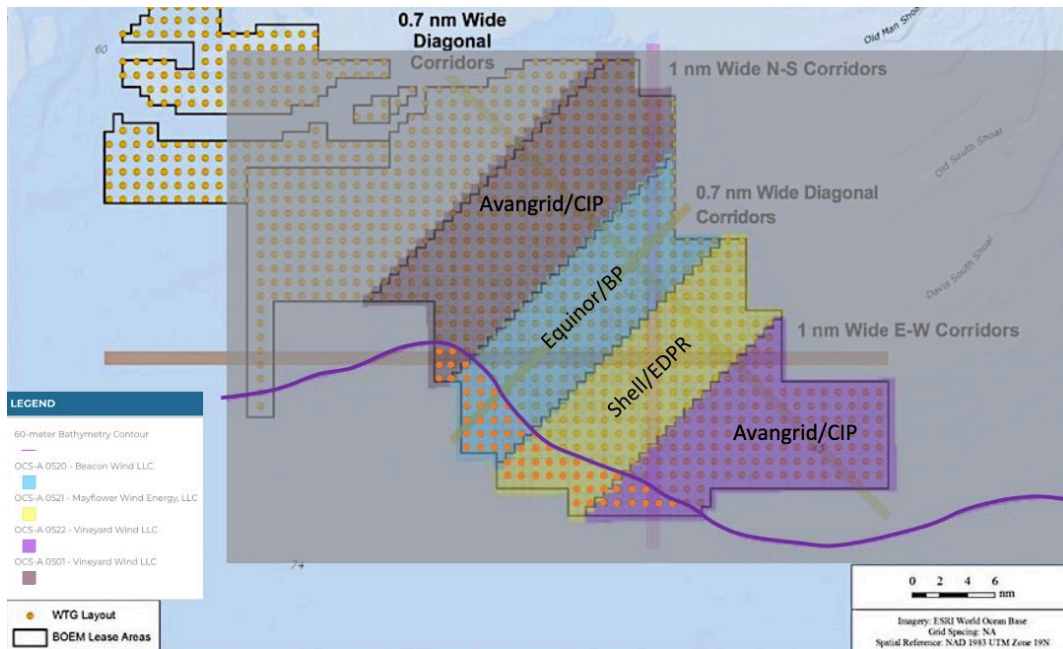 60
0.7 nm Wide
Diagonal
Corridors
Old Man Shoal
1 nm Wide N-S Corridors
Old South Shoal
Avangrid/CIP
0.7 nm Wide Diagonal
Corridors
Equinor/BP
Davis South Shoal
Shell/EDPR
1 nm Wide E-W Corridors
Avangrid/CIP
LEGEND
60-meter Bathymetry Contour
OCS-A 0520 - Beacon Wind LLC
OCS-A 0521 - Mayflower Wind Energy, LLC
OCS-A 0522 - Vineyard Wind LLC
OCS-A 0501 - Vineyard Wind LLC
74
WTG Layout
BOEM Lease Areas
0 2 4 6
nm
Imagery: ESRI World Ocean Base
Grid Spacing: NA
Spatial Reference: NAD 1983 UTM Zone 19N